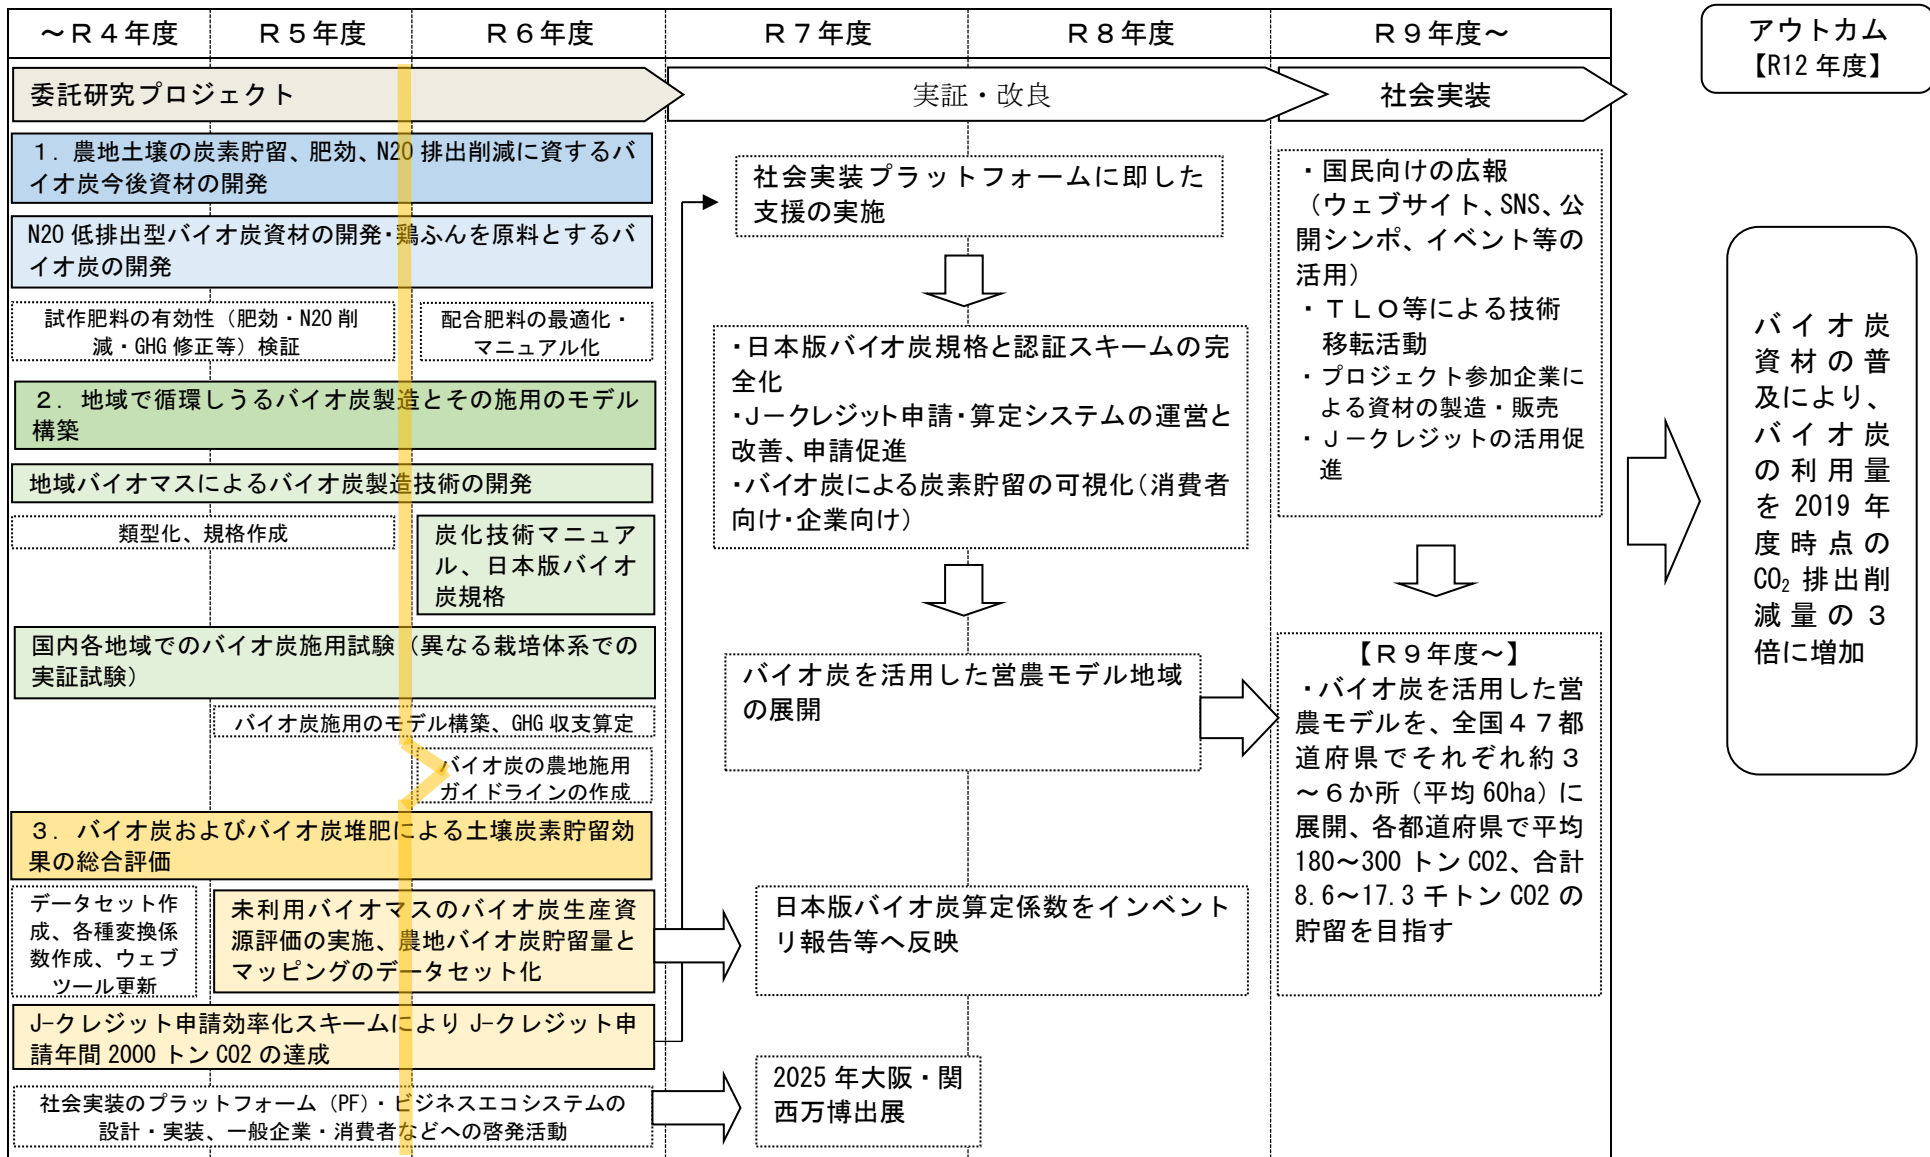 ～Ｒ４年度
Ｒ５年度
Ｒ６年度
Ｒ７年度
Ｒ８年度
Ｒ９年度～
アウトカム
【R12 年度】
委託研究プロジェクト
実証・改良
社会実装
１．農地土壌の炭素貯留、肥効、N2O 排出削減に資するバ
イオ炭今後資材の開発
N2O 低排出型バイオ炭資材の開発・鶏ふんを原料とするバ
イオ炭の開発
試作肥料の有効性（肥効・N2O 削
減・GHG 修正等）検証
配合肥料の最適化・
マニュアル化
２．地域で循環しうるバイオ炭製造とその施用のモデル
構築
地域バイオマスによるバイオ炭製造技術の開発
類型化、規格作成
炭化技術マニュア
ル、日本版バイオ
炭規格
国内各地域でのバイオ炭施用試験（異なる栽培体系での
実証試験）
バイオ炭施用のモデル構築、GHG 収支算定
バイオ炭の農地施用
ガイドラインの作成
３．バイオ炭およびバイオ炭堆肥による土壌炭素貯留効
果の総合評価
データセット作
成、各種変換係
数作成、ウェブ
ツール更新
未利用バイオマスのバイオ炭生産資
源評価の実施、農地バイオ炭貯留量と
マッピングのデータセット化
J-クレジット申請効率化スキームにより J-クレジット申
請年間 2000 トン CO2 の達成
社会実装のプラットフォーム（PF）・ビジネスエコシステムの
設計・実装、一般企業・消費者などへの啓発活動
社会実装プラットフォームに即した
支援の実施
・日本版バイオ炭規格と認証スキームの完
全化
・Jークレジット申請・算定システムの運営と
改善、申請促進
・バイオ炭による炭素貯留の可視化（消費者
向け・企業向け）
バイオ炭を活用した営農モデル地域
の展開
日本版バイオ炭算定係数をインベント
リ報告等へ反映
2025 年大阪・関
西万博出展
・国民向けの広報
（ウェブサイト、SNS、公
開シンポ、イベント等の
活用）
・ＴＬＯ等による技術
移転活動
・プロジェクト参加企業に
よる資材の製造・販売
・Ｊークレジットの活用促
進
【Ｒ９年度～】
・バイオ炭を活用した営
農モデルを、全国４７都
道府県でそれぞれ約３
～６か所（平均 60ha）に
展開、各都道府県で平均
180～300 トン CO2、合計
8.6～17.3 千トン CO2 の
貯留を目指す
バイオ炭
資材の普
及により、
バイオ炭
の利用量
を 2019 年
度時点の
CO₂ 排出削
減量の３
倍に増加